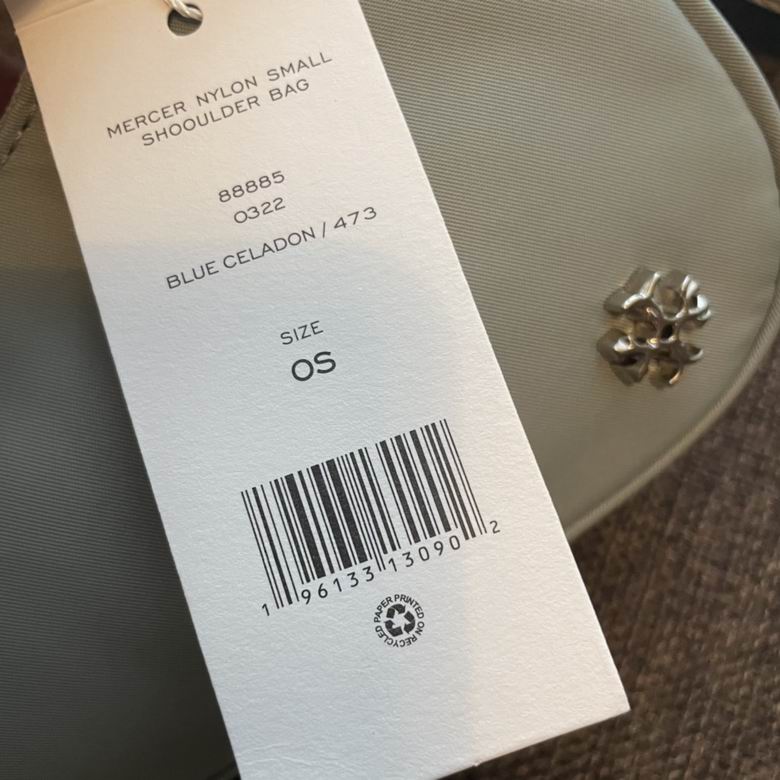 MERCER NYLON SMALL
SHOOULDER BAG
88885
0322
BLUE CELADON / 473
SIZE
OS
1 96133 13090 2
PAPER PRINTED ON RECYCLED